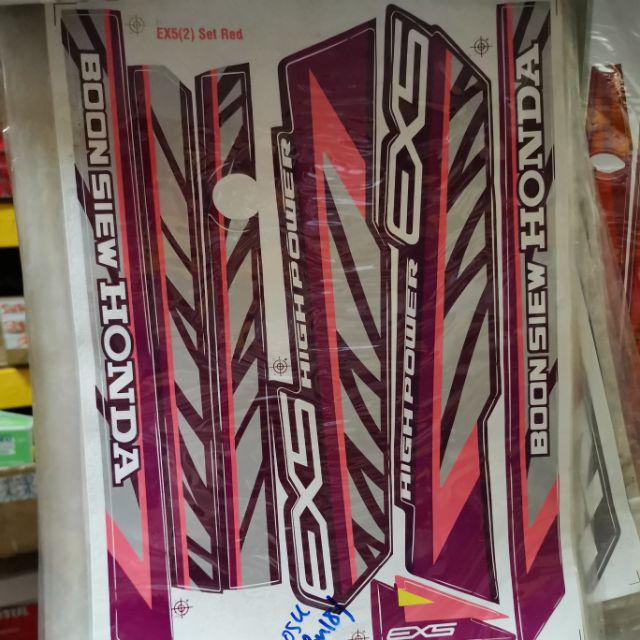 EX5(2) Set Red
BOON SIEW HONDA
EX5
HIGH POWER
EX5
HIGH POWER
BOON SIEW HONDA
EX5